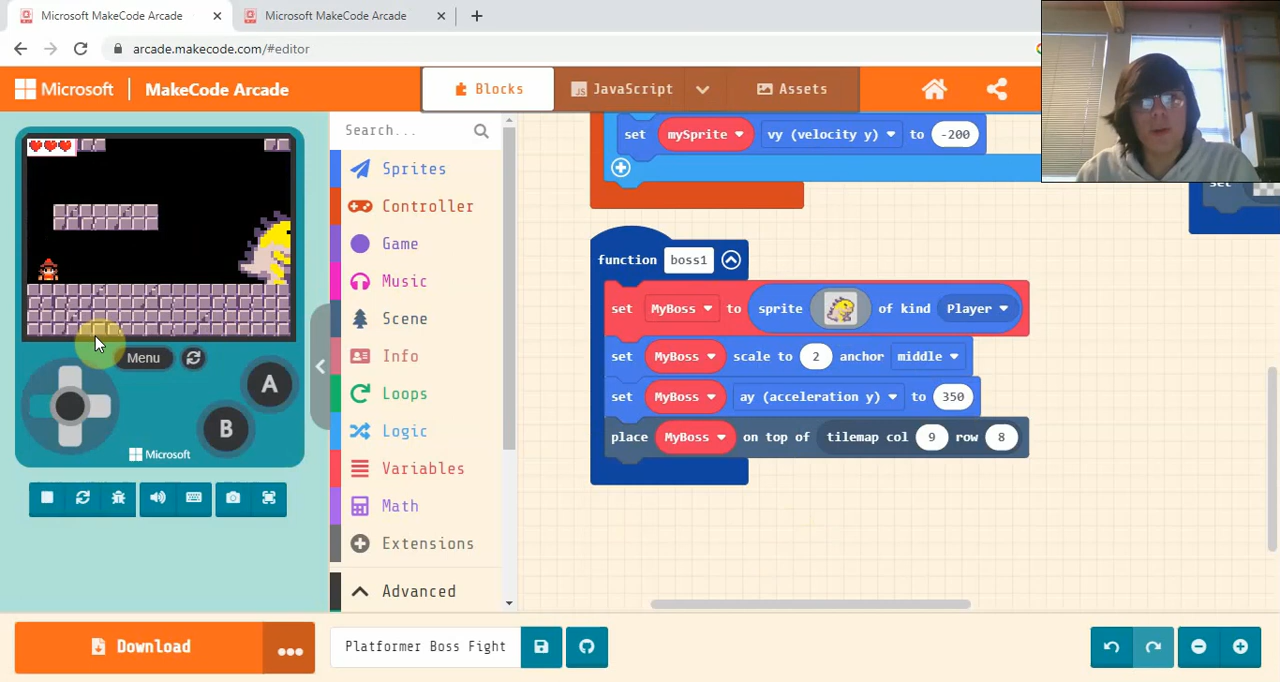 Microsoft MakeCode Arcade
Microsoft MakeCode Arcade
arcade.makecode.com/#editor
Microsoft
MakeCode Arcade
Blocks
JavaScript
Assets
Search...
Sprites
Controller
Game
Music
Scene
Info
Loops
Logic
Variables
Math
Extensions
Advanced
Menu
A
B
Microsoft
set mySprite vy (velocity y) to -200
function boss1
set MyBoss to sprite of kind Player
set MyBoss scale to 2 anchor middle
set MyBoss ay (acceleration y) to 350
place MyBoss on top of tilemap col 9 row 8
set
Download
Platformer Boss Fight